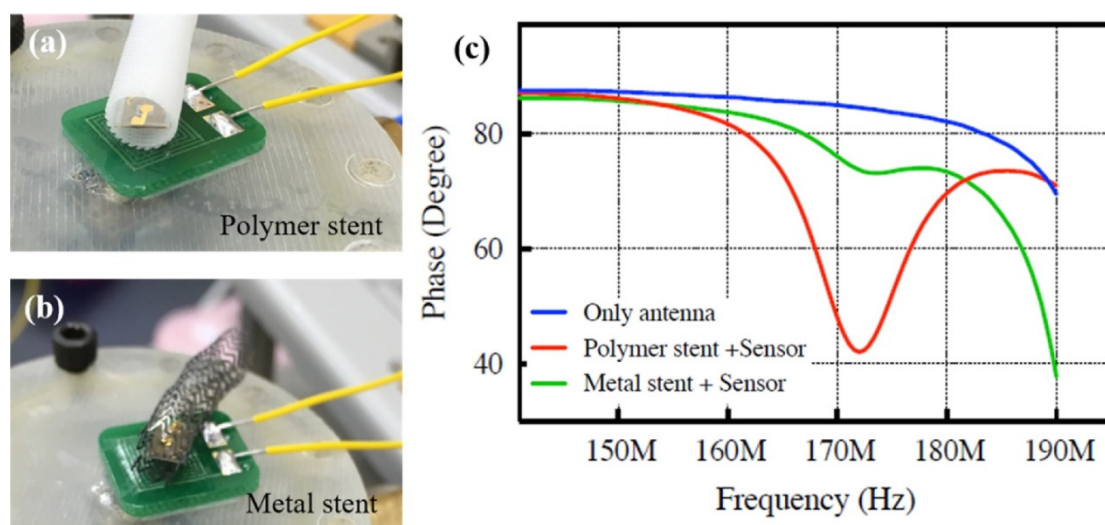 (a)
Polymer stent
(b)
Metal stent
(c)
Phase (Degree)
80
60
40
Only antenna
Polymer stent +Sensor
Metal stent + Sensor
150M 160M 170M 180M 190M
Frequency (Hz)